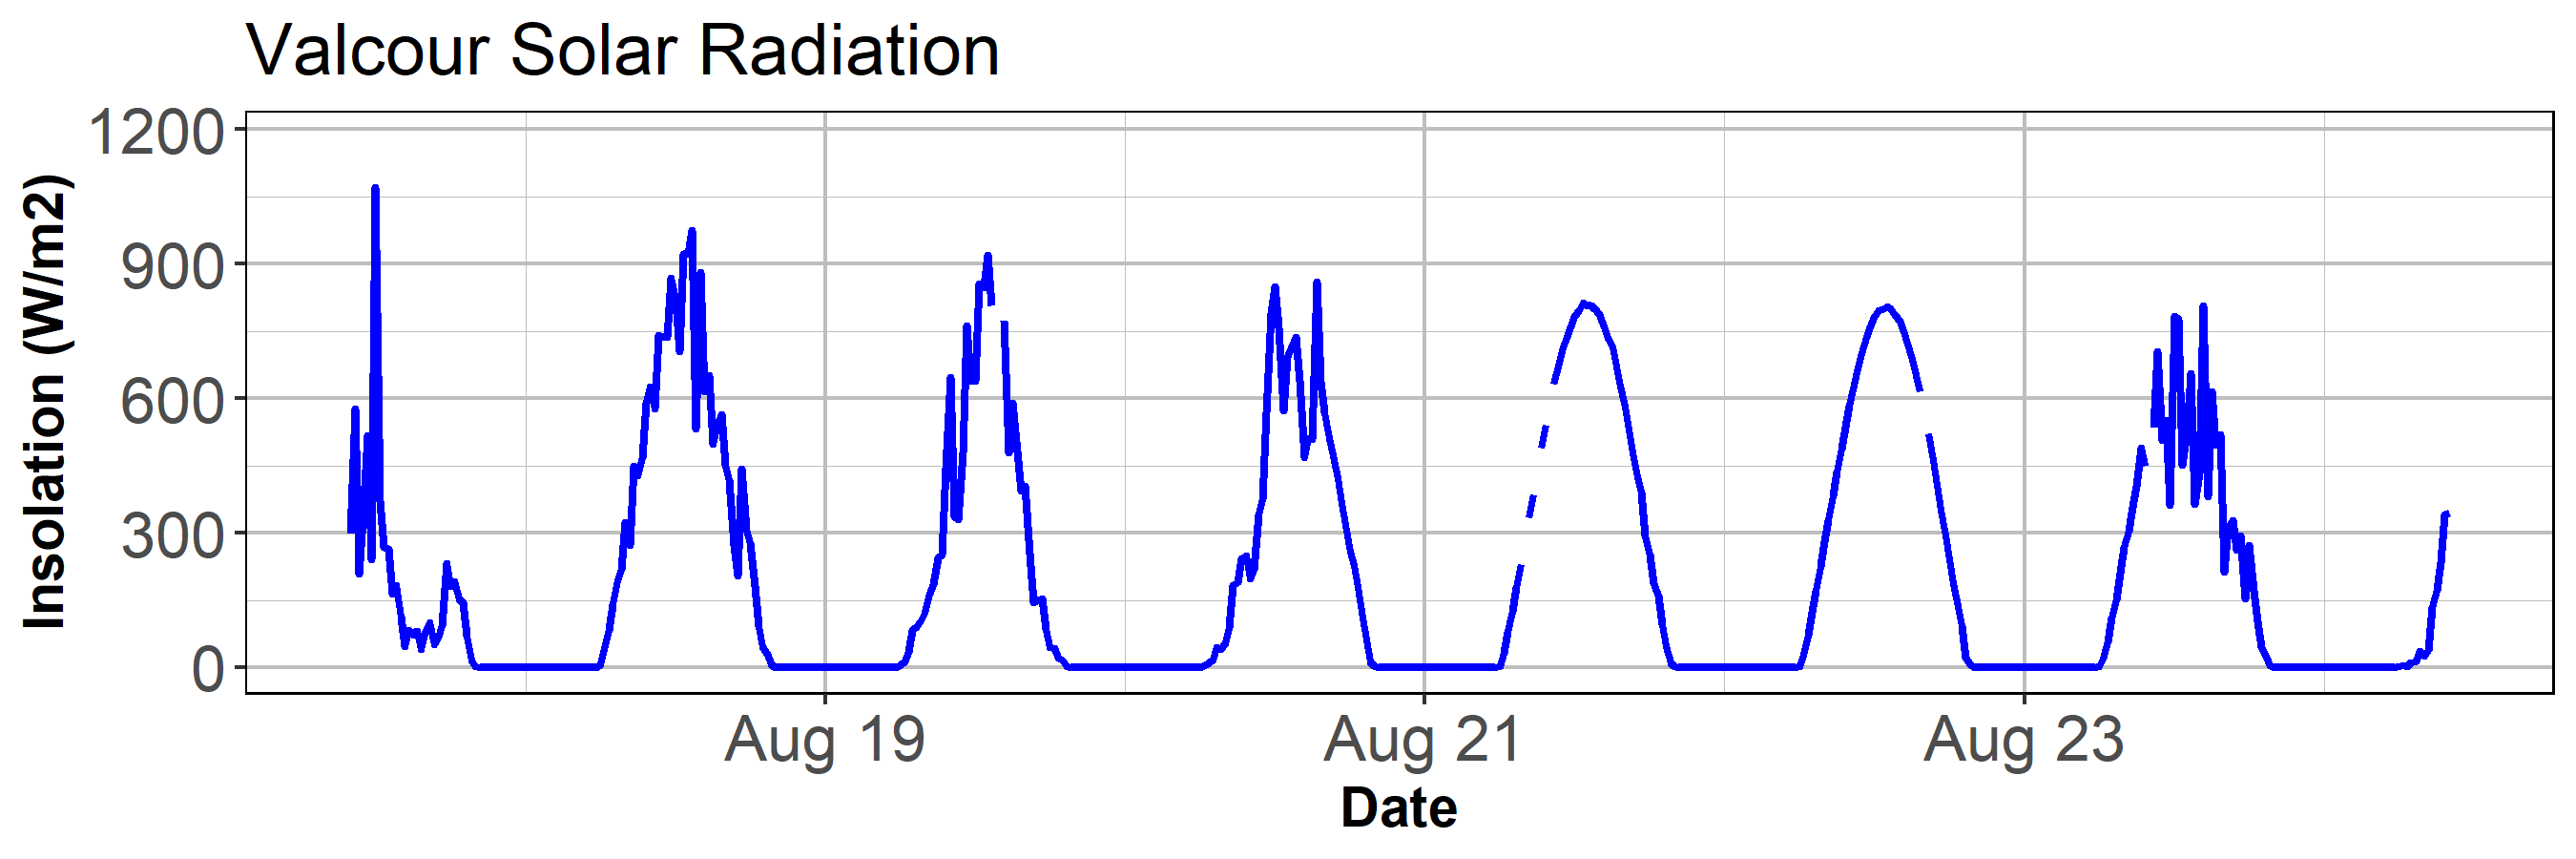 Valcour Solar Radiation
Insolation (W/m2)
1200
900
600
300
0
Aug 19
Aug 21
Aug 23
Date